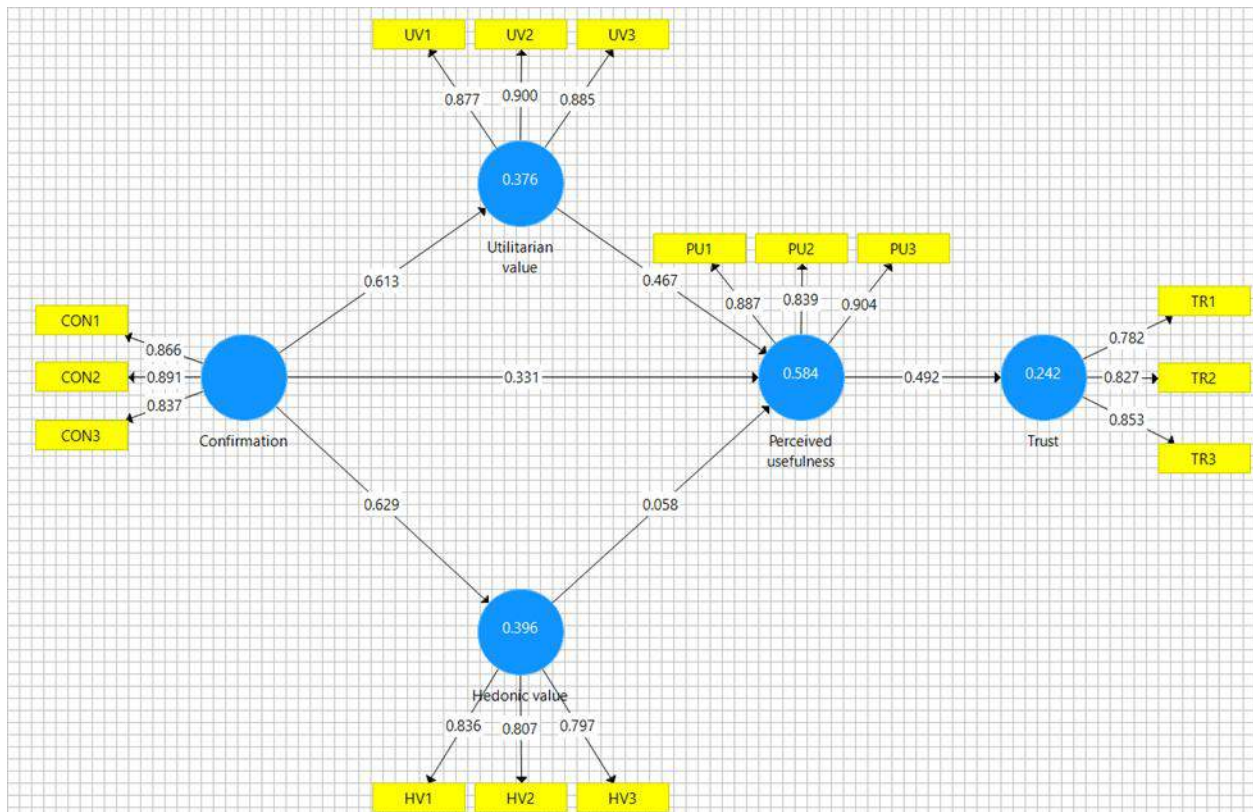 UV1
UV2
UV3
0.877
0.900
0.885
0.376
Utilitarian
value
PU1
PU2
PU3
0.613
0.467
0.887
0.839
0.904
CON1
CON2
CON3
0.866
0.891
0.837
Confirmation
0.331
0.584
Perceived
usefulness
0.492
0.242
Trust
TR1
TR2
TR3
0.782
0.827
0.853
0.629
0.058
0.396
Hedonic value
0.836
0.807
0.797
HV1
HV2
HV3